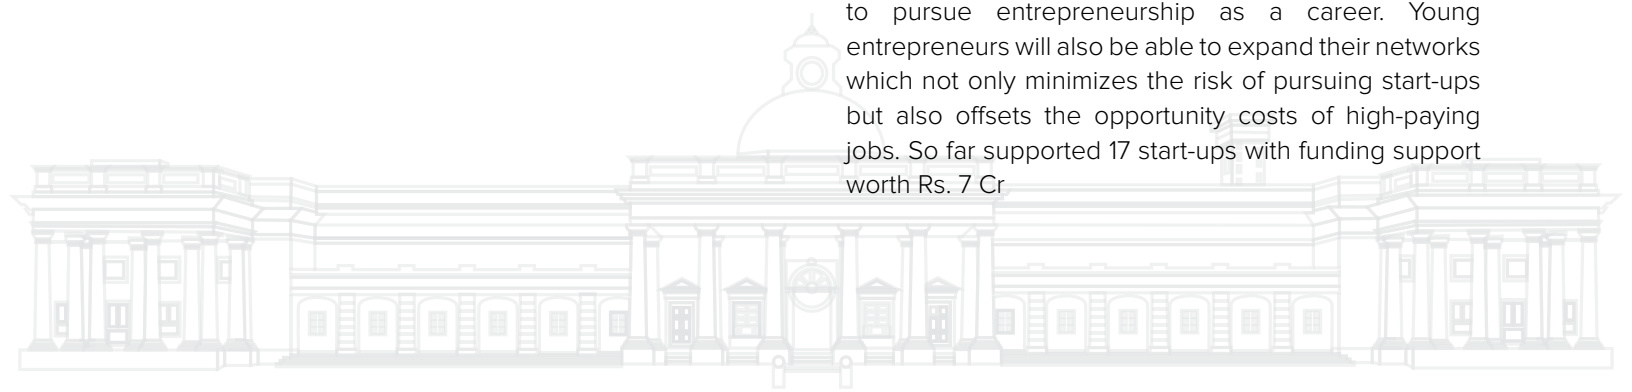 to pursue entrepreneurship as a career. Young
entrepreneurs will also be able to expand their networks
which not only minimizes the risk of pursuing start-ups
but also offsets the opportunity costs of high-paying
jobs. So far supported 17 start-ups with funding support
worth Rs. 7 Cr